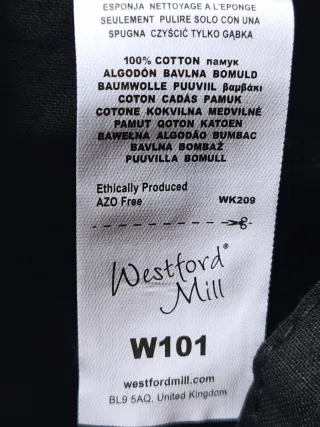 ESPONJA NETTOYAGE A L'EPONGE
SEULEMENT PULIRE SOLO CON UNA
SPUGNA CZYŚCIĆ TYLKO GĄBKA
100% COTTON памук
ALGODÓN BAVLNA BOMULD
BAUMWOLLE PUUVIIL βαμβάκι
COTON CADÁS PAMUK
COTONE KOKVILNA MEDVILNĖ
PAMUT QOTON KATOEN
BAWEŁNA ALGODÃO BUMBAC
BAVLNA BOMBAŽ
PUUVILLA BOMULL
Ethically Produced
AZO Free WK209
Westford®
Mill
W101
westfordmill.com
BL9 5AQ, United Kingdom